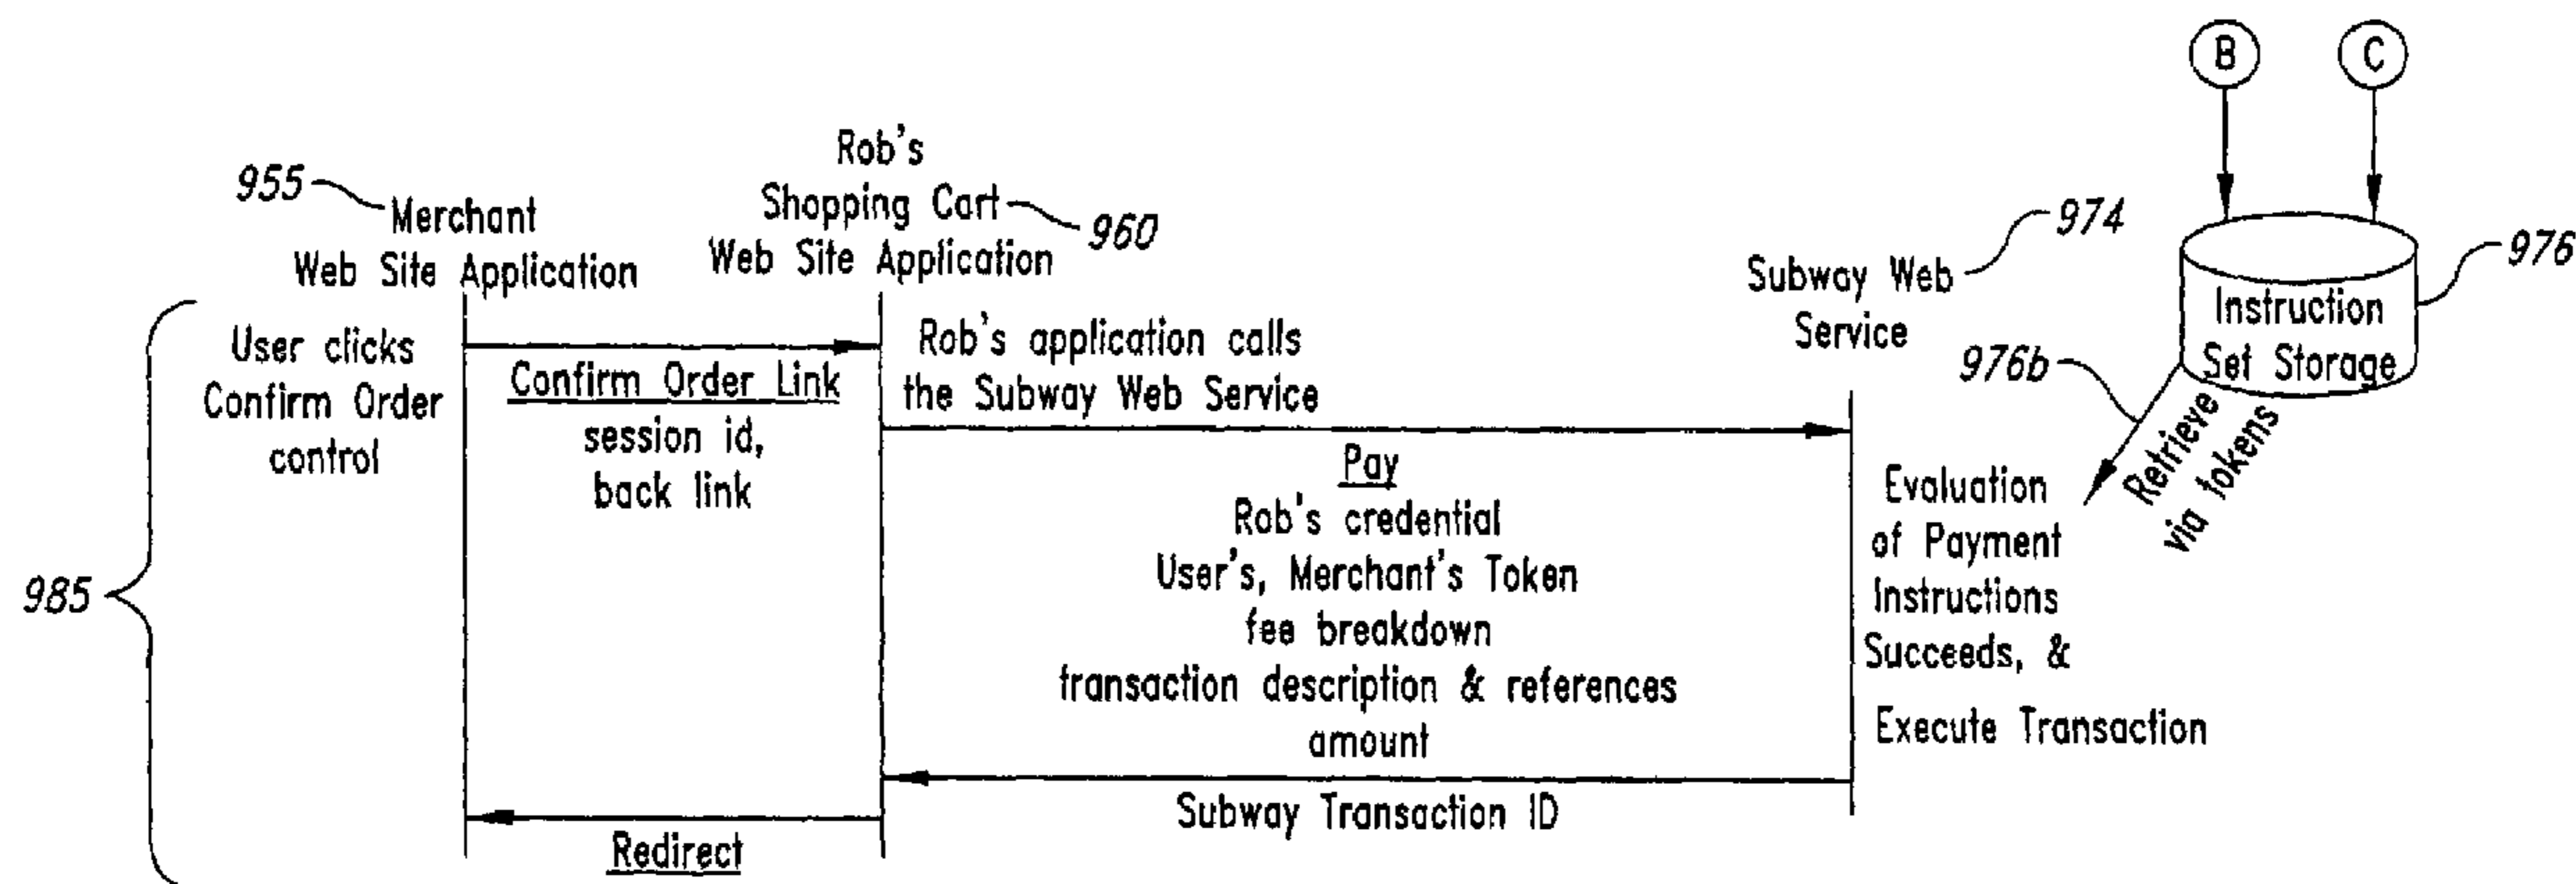 B
C
955
Merchant
Web Site Application
Rob's
Shopping Cart
Web Site Application
960
Subway Web
Service
974
976
Instruction
Set Storage
976b
Retrieve
via tokens
985
User clicks
Confirm Order
control
Confirm Order Link
session id,
back link
Rob's application calls
the Subway Web Service
Pay
Rob's credential
User's, Merchant's Token
fee breakdown
transaction description & references
amount
Evaluation
of Payment
Instructions
Succeeds, &
Execute Transaction
Subway Transaction ID
Redirect